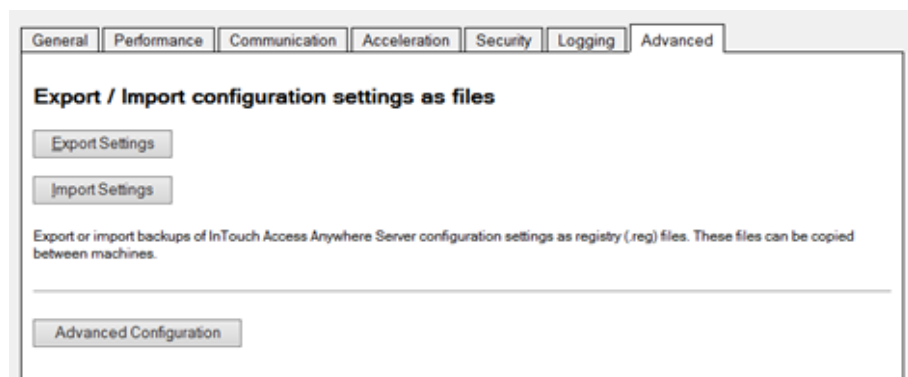 General Performance Communication Acceleration Security Logging Advanced
Export / Import configuration settings as files
Export Settings
Import Settings
Export or import backups of InTouch Access Anywhere Server configuration settings as registry (.reg) files. These files can be copied
between machines.
Advanced Configuration